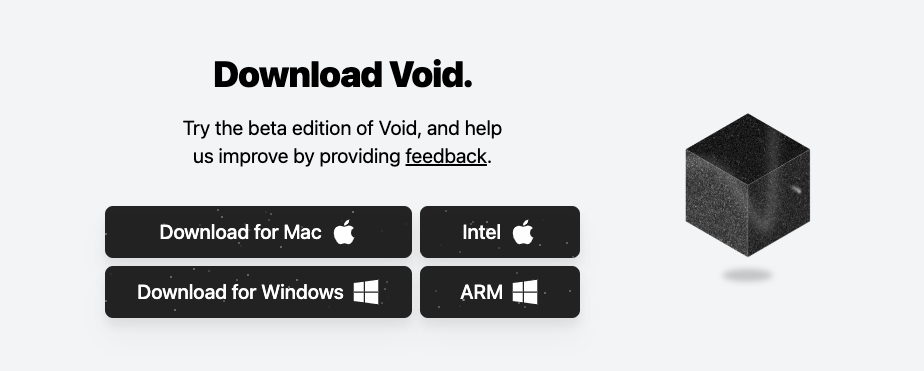 Download Void.
Try the beta edition of Void, and help
us improve by providing feedback.
Download for Mac
Intel
Download for Windows
ARM